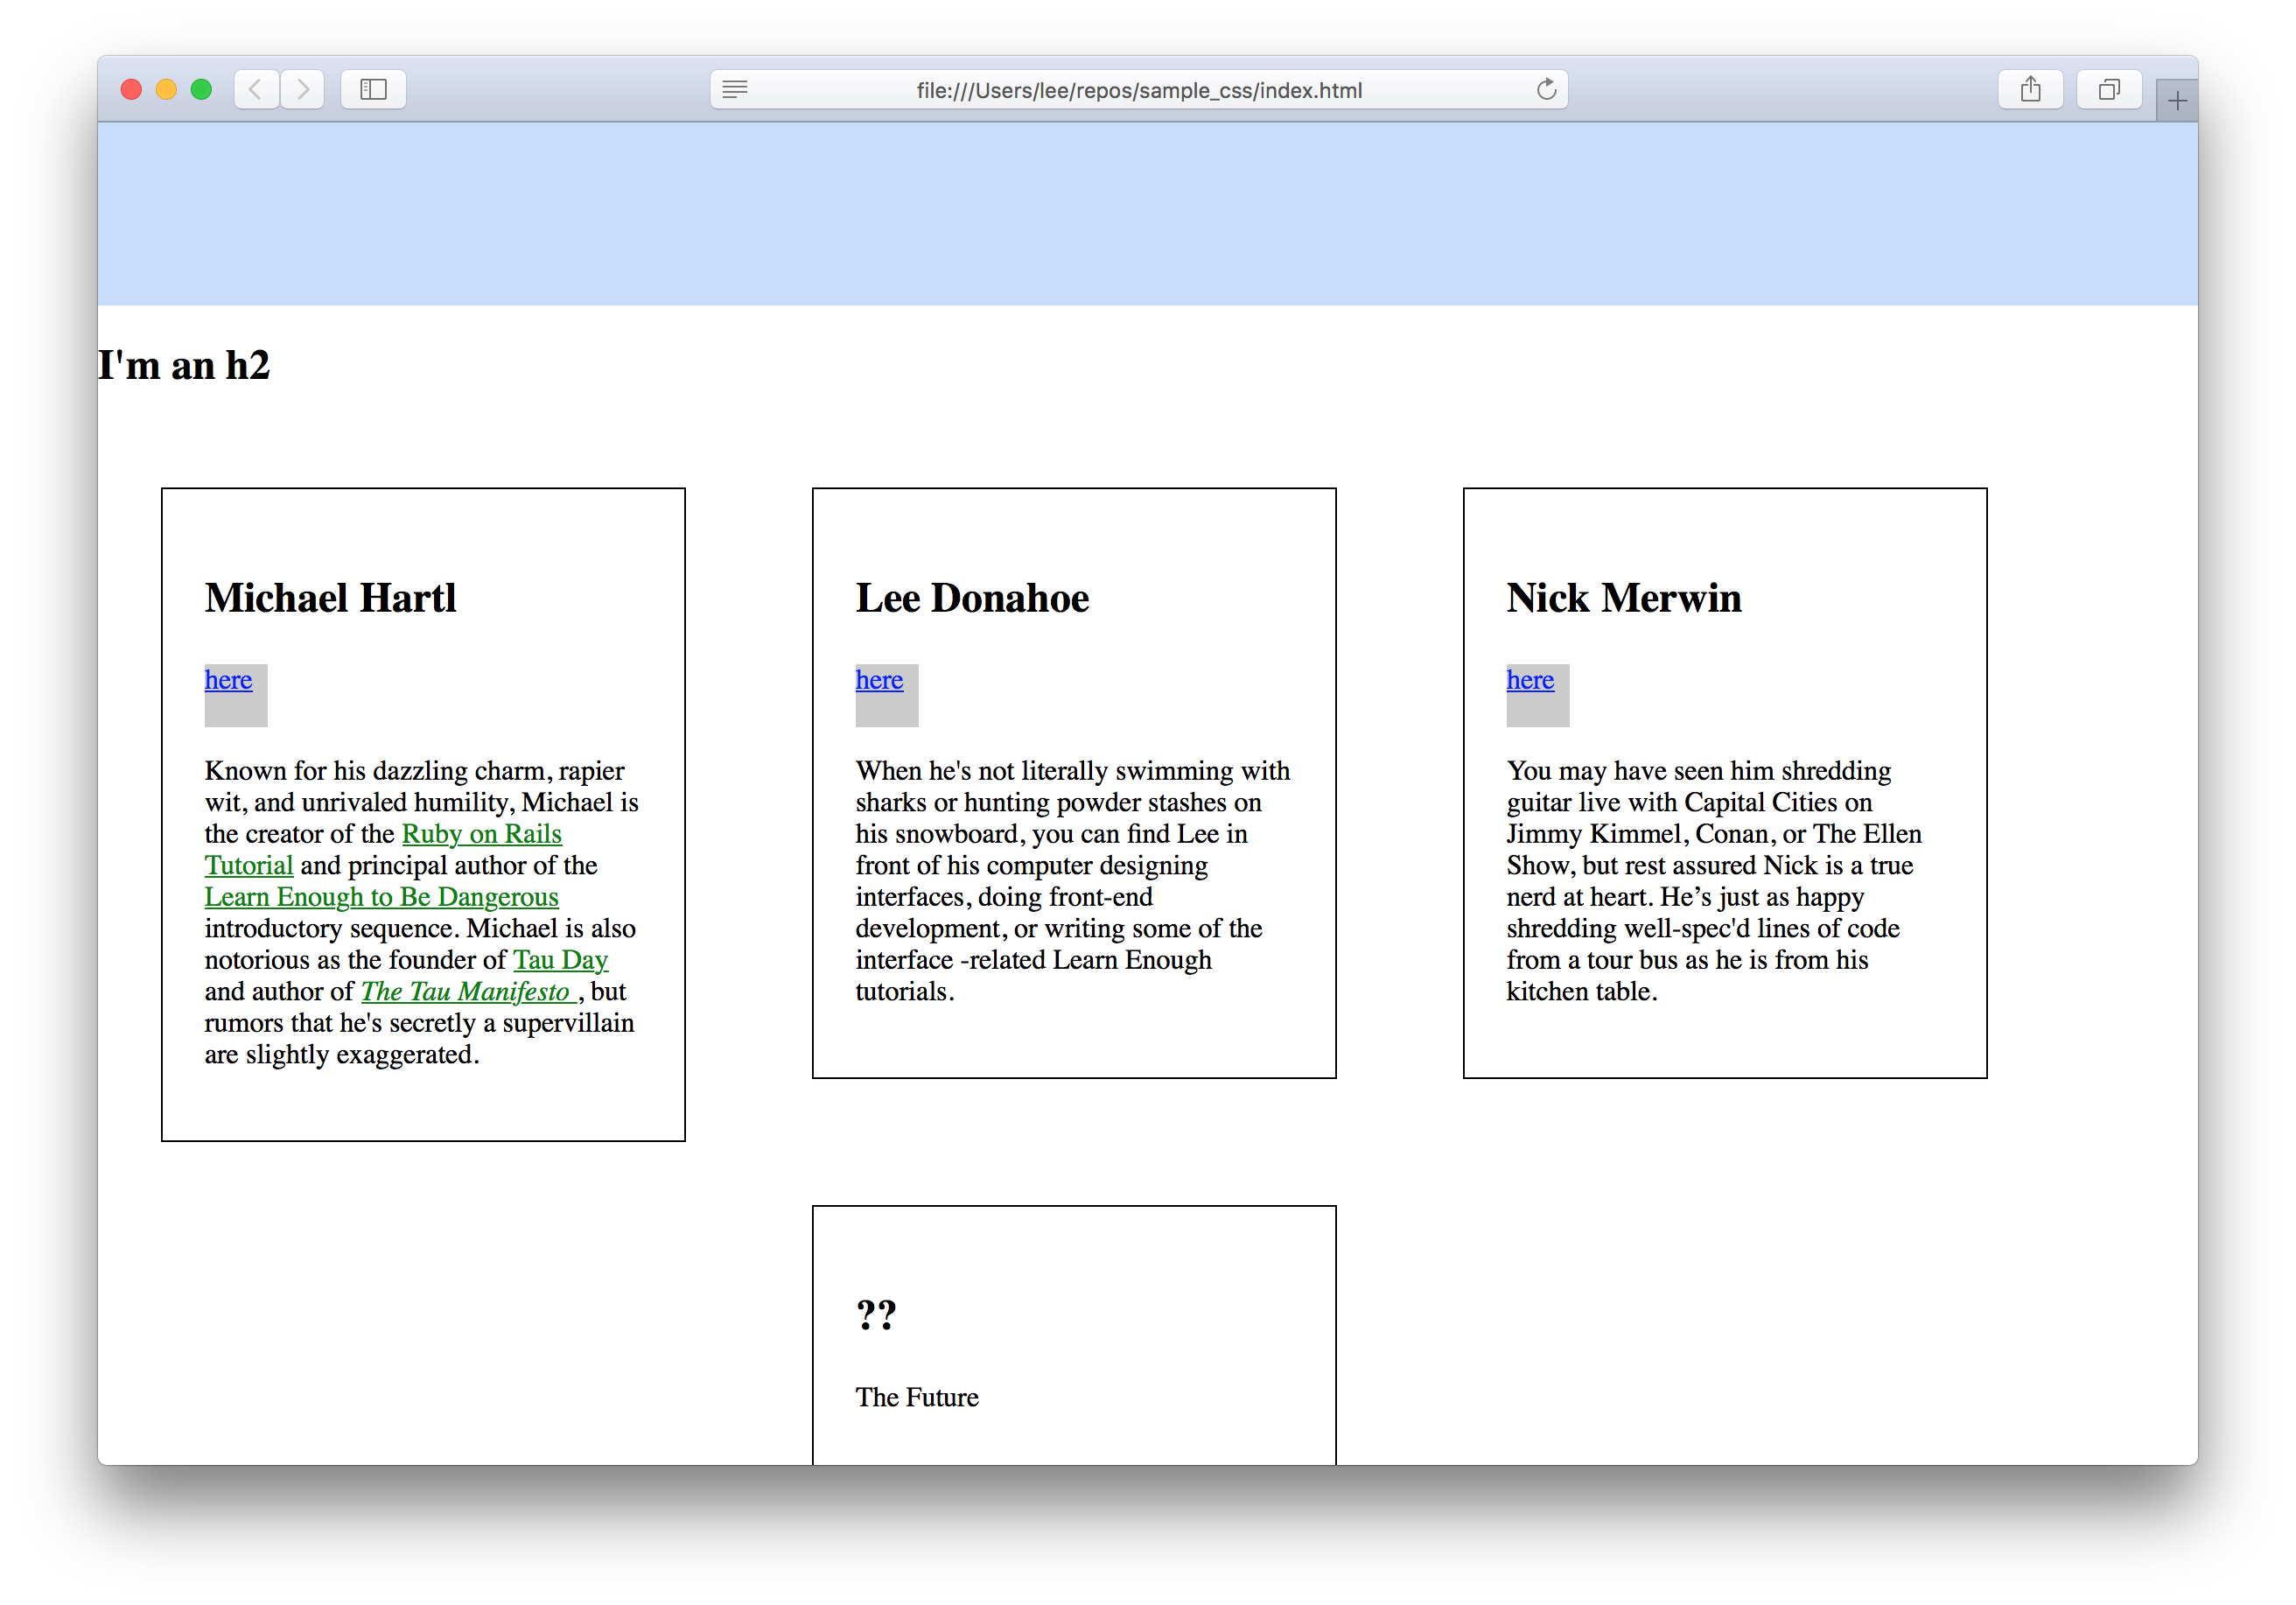 file:///Users/lee/repos/sample_css/index.html
I'm an h2
Michael Hartl
here
Known for his dazzling charm, rapier
wit, and unrivaled humility, Michael is
the creator of the Ruby on Rails
Tutorial and principal author of the
Learn Enough to Be Dangerous
introductory sequence. Michael is also
notorious as the founder of Tau Day
and author of The Tau Manifesto , but
rumors that he's secretly a supervillain
are slightly exaggerated.
Lee Donahoe
here
When he's not literally swimming with
sharks or hunting powder stashes on
his snowboard, you can find Lee in
front of his computer designing
interfaces, doing front-end
development, or writing some of the
interface -related Learn Enough
tutorials.
Nick Merwin
here
You may have seen him shredding
guitar live with Capital Cities on
Jimmy Kimmel, Conan, or The Ellen
Show, but rest assured Nick is a true
nerd at heart. He’s just as happy
shredding well-spec'd lines of code
from a tour bus as he is from his
kitchen table.
??
The Future